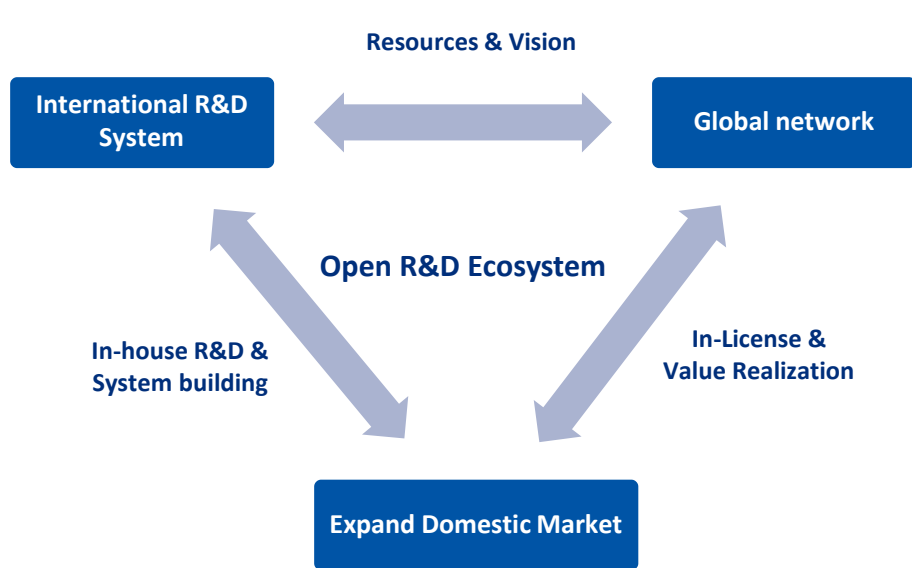 Resources & Vision
International R&D
System
Global network
Open R&D Ecosystem
In-house R&D &
System building
In-License &
Value Realization
Expand Domestic Market